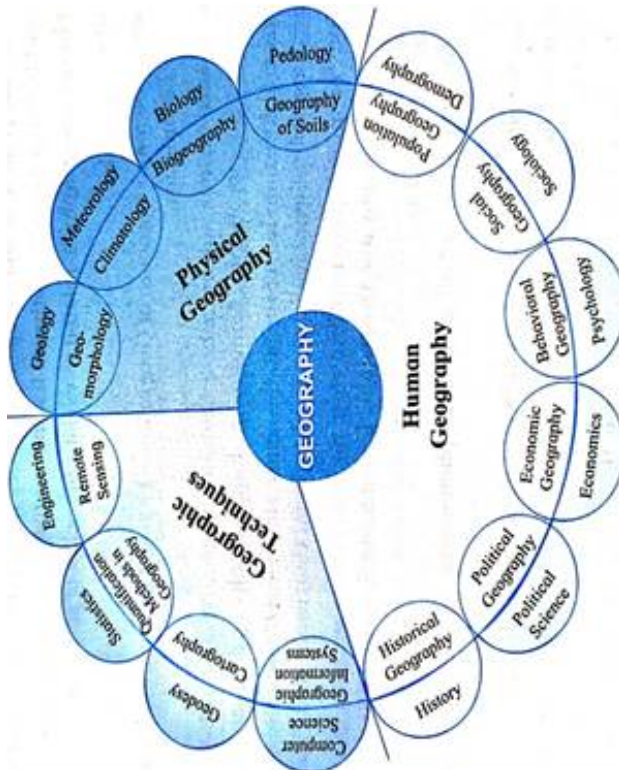 GEOGRAPHY
Physical
Geography
Geology
Geo-
morphology
Meteorology
Climatology
Biology
Biogeography
Pedology
Geography
of Soils
Human
Geography
Demography
Population
Geography
Sociology
Social
Geography
Psychology
Behavioral
Geography
Economic
Geography
Economics
Political
Geography
Political
Science
Historical
Geography
History
Geographic
Techniques
Computer
Science
Geographic
Information
Systems
Geodesy
Cartography
Statistics
Quantification
Methods in
Geography
Engineering
Remote
Sensing